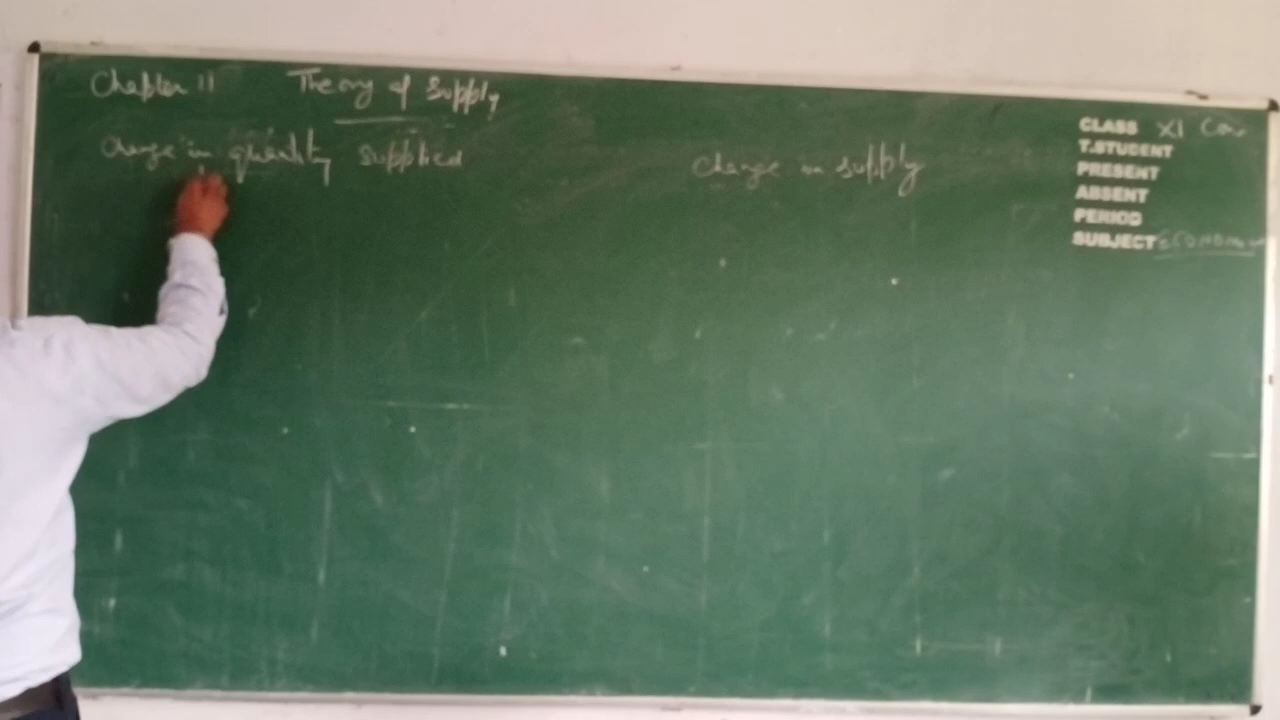 Chapter 11 Theory of Supply
Change in quantity supplied
Change in supply
CLASS XI Com
T.STUDENT
PRESENT
ABSENT
PERIOD
SUBJECT